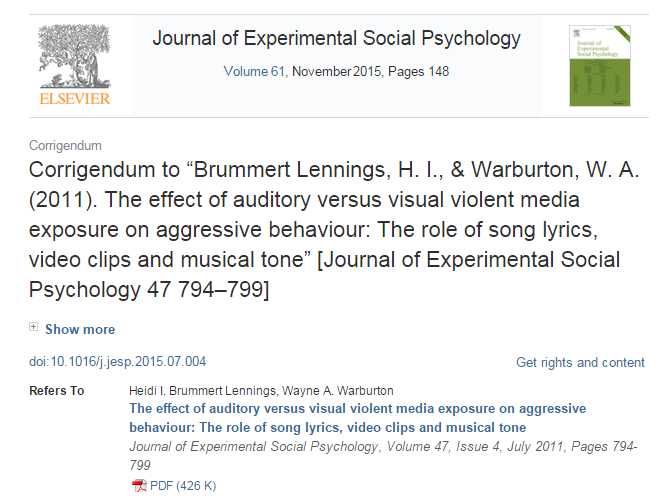 ELSEVIER
Journal of Experimental Social Psychology
Volume 61, November 2015, Pages 148
Journal of
Experimental
Social Psychology
Corrigendum
Corrigendum to “Brummert Lennings, H. I., & Warburton, W. A.
(2011). The effect of auditory versus visual violent media
exposure on aggressive behaviour: The role of song lyrics,
video clips and musical tone” [Journal of Experimental Social
Psychology 47 794–799]
Show more
doi:10.1016/j.jesp.2015.07.004
Get rights and content
Refers To
Heidi I. Brummert Lennings, Wayne A. Warburton
The effect of auditory versus visual violent media exposure on aggressive
behaviour: The role of song lyrics, video clips and musical tone
Journal of Experimental Social Psychology, Volume 47, Issue 4, July 2011, Pages 794-
799
PDF (426 K)